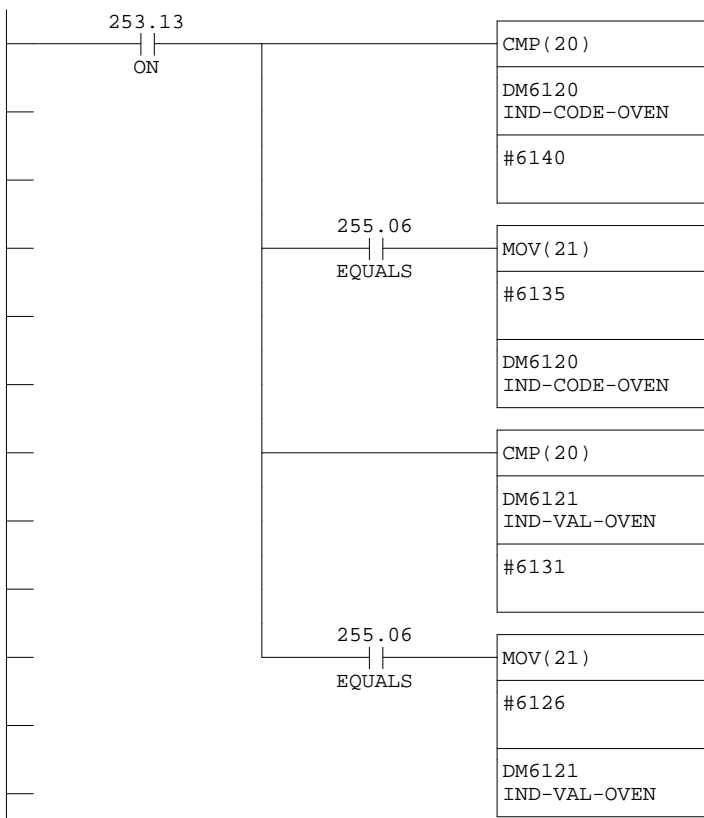 253.13
ON
CMP(20)
DM6120
IND-CODE-OVEN
#6140
255.06
EQUALS
MOV(21)
#6135
DM6120
IND-CODE-OVEN
CMP(20)
DM6121
IND-VAL-OVEN
#6131
255.06
EQUALS
MOV(21)
#6126
DM6121
IND-VAL-OVEN